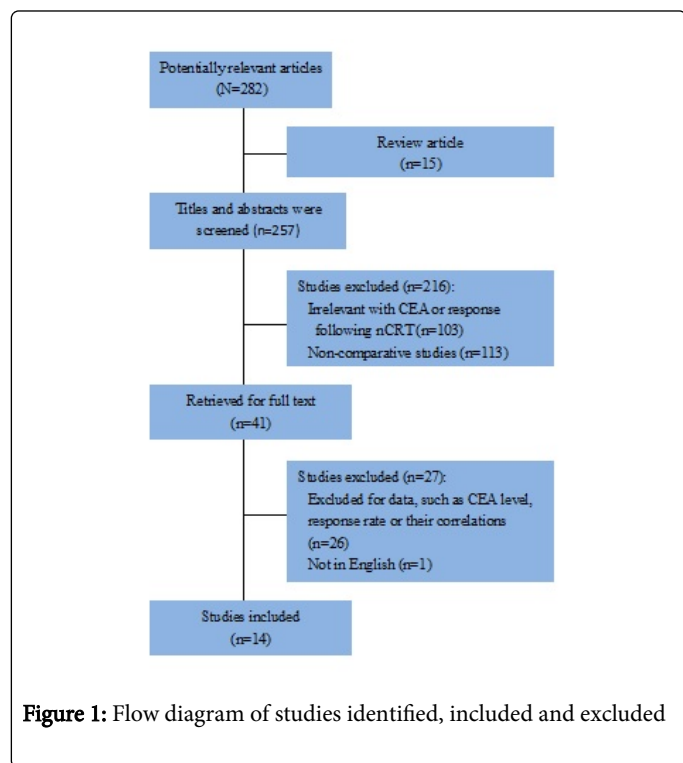 Potentially relevant articles
(N=282)
Review article
(n=15)
Titles and abstracts were
screened (n=257)
Studies excluded (n=216):
Irrelevant with CEA or response
following nCRT(n=103)
Non-comparative studies (n=113)
Retrieved for full text
(n=41)
Studies excluded (n=27):
Excluded for data, such as CEA level,
response rate or their correlations
(n=26)
Not in English (n=1)
Studies included
(n=14)
Figure 1: Flow diagram of studies identified, included and excluded